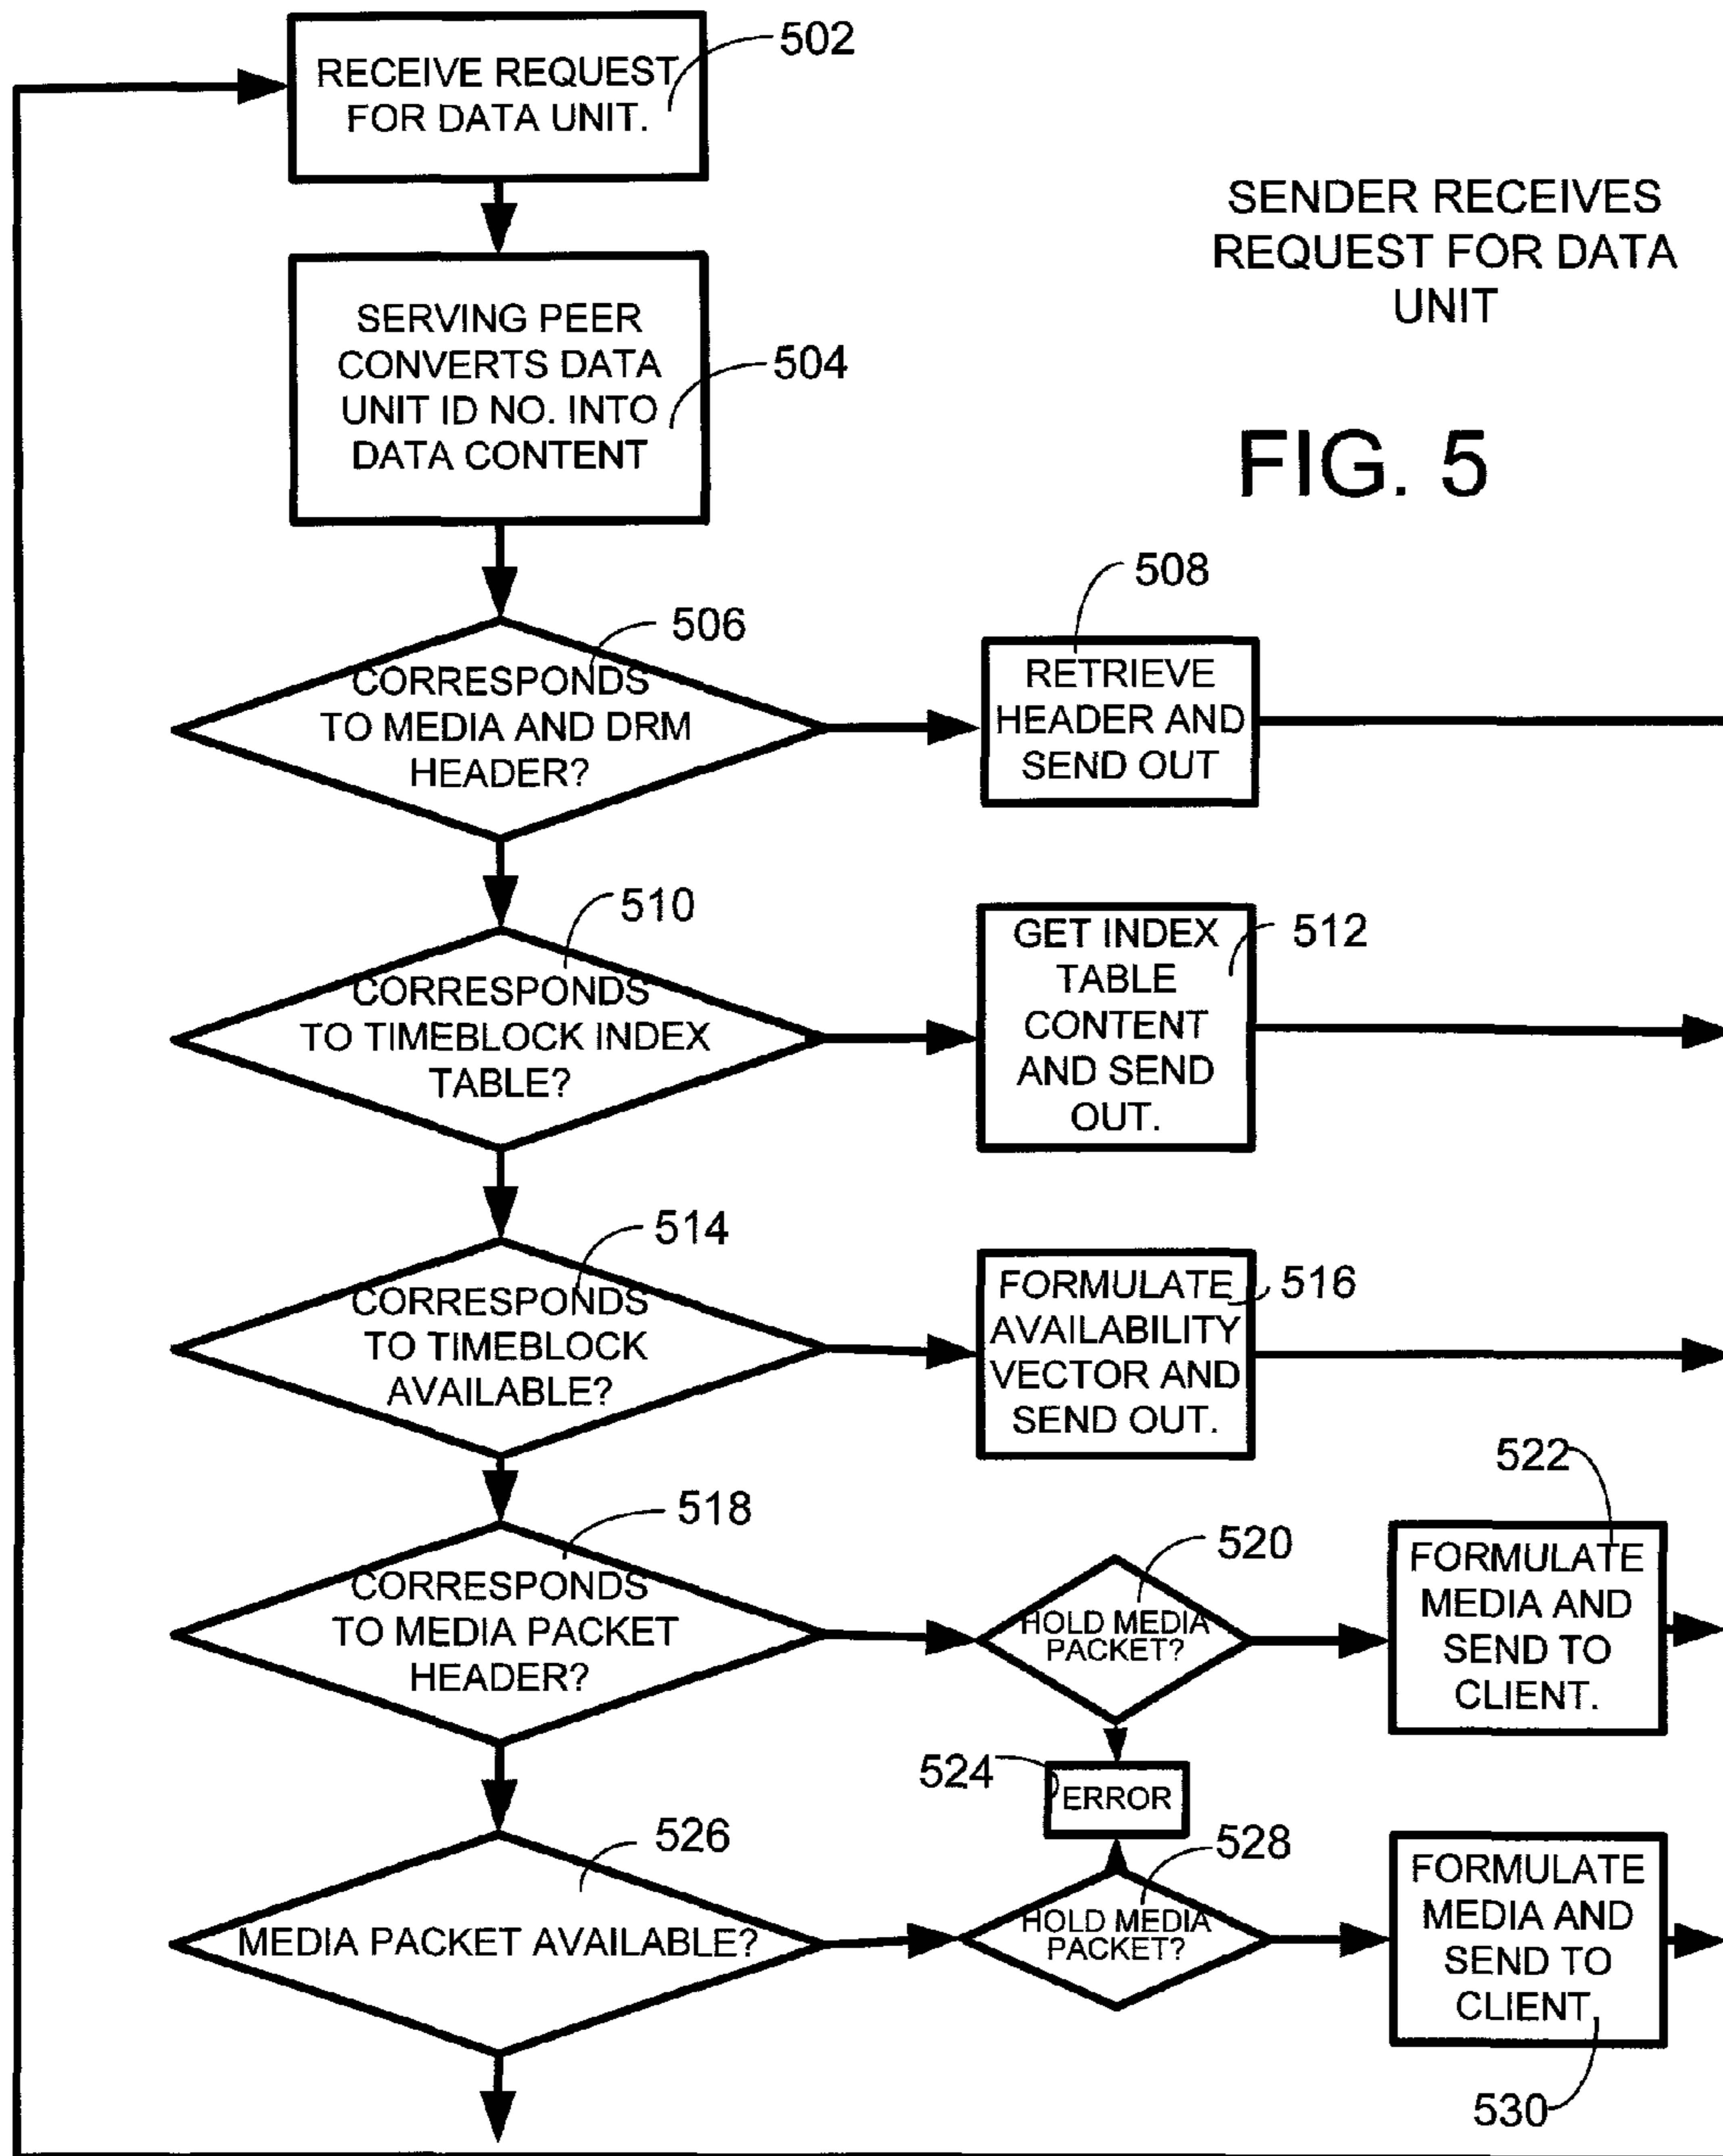 RECEIVE REQUEST
FOR DATA UNIT.
502
SENDER RECEIVES
REQUEST FOR DATA
UNIT
SERVING PEER
CONVERTS DATA
UNIT ID NO. INTO
DATA CONTENT
504
FIG. 5
506
CORRESPONDS
TO MEDIA AND DRM
HEADER?
508
RETRIEVE
HEADER AND
SEND OUT
510
CORRESPONDS
TO TIMEBLOCK INDEX
TABLE?
GET INDEX
TABLE
CONTENT
AND SEND
OUT.
512
514
CORRESPONDS
TO TIMEBLOCK
AVAILABLE?
FORMULATE
AVAILABILITY
VECTOR AND
SEND OUT.
516
518
CORRESPONDS
TO MEDIA PACKET
HEADER?
520
HOLD MEDIA
PACKET?
522
FORMULATE
MEDIA AND
SEND TO
CLIENT.
524
ERROR
526
MEDIA PACKET AVAILABLE?
528
HOLD MEDIA
PACKET?
FORMULATE
MEDIA AND
SEND TO
CLIENT
530